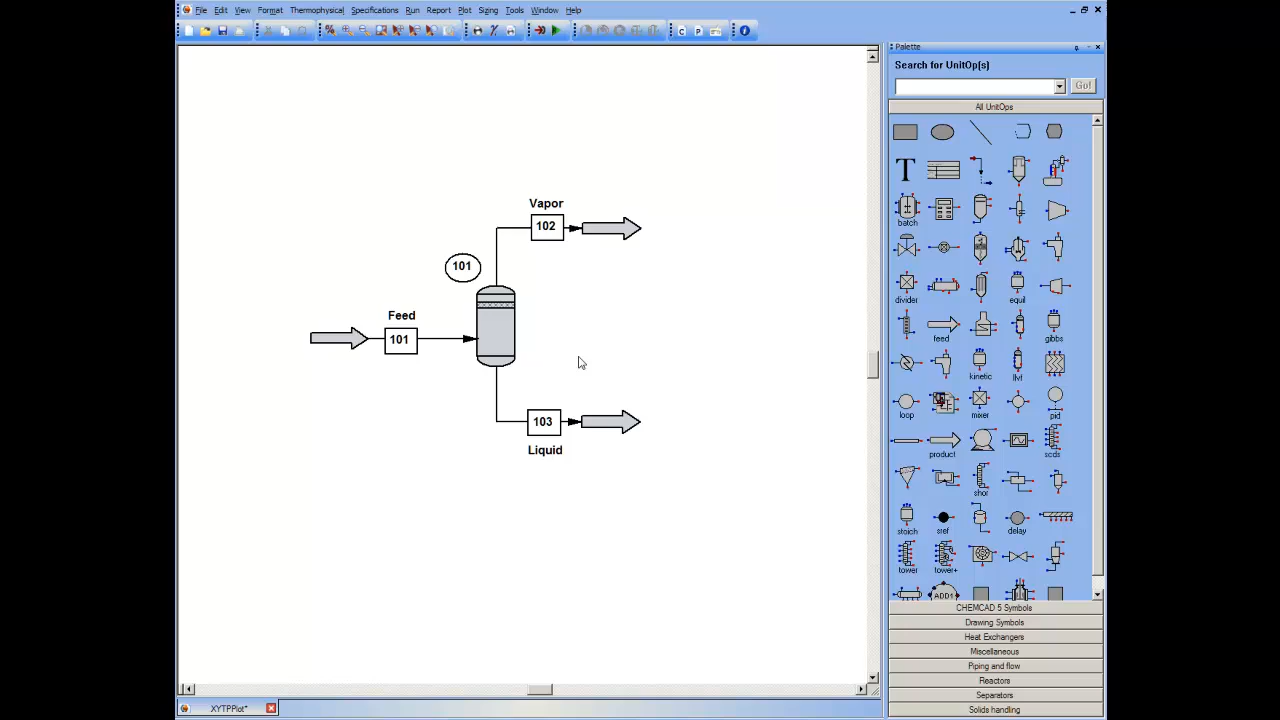 File Edit View Format Thermophysical Specifications Run Report Plot Sizing Tools Window Help
Palette
Search for UnitOp(s)
Go!
All UnitOps
T
batch
divider
equil
feed
gibbs
kinetic
llvf
loop
mixer
pid
product
scds
shor
stoich
sref
delay
tower
tower+
ADD1
CHEMCAD 5 Symbols
Drawing Symbols
Heat Exchangers
Miscellaneous
Piping and flow
Reactors
Separators
Solids handling
Vapor
102
101
Feed
101
103
Liquid
XYTPPlot*